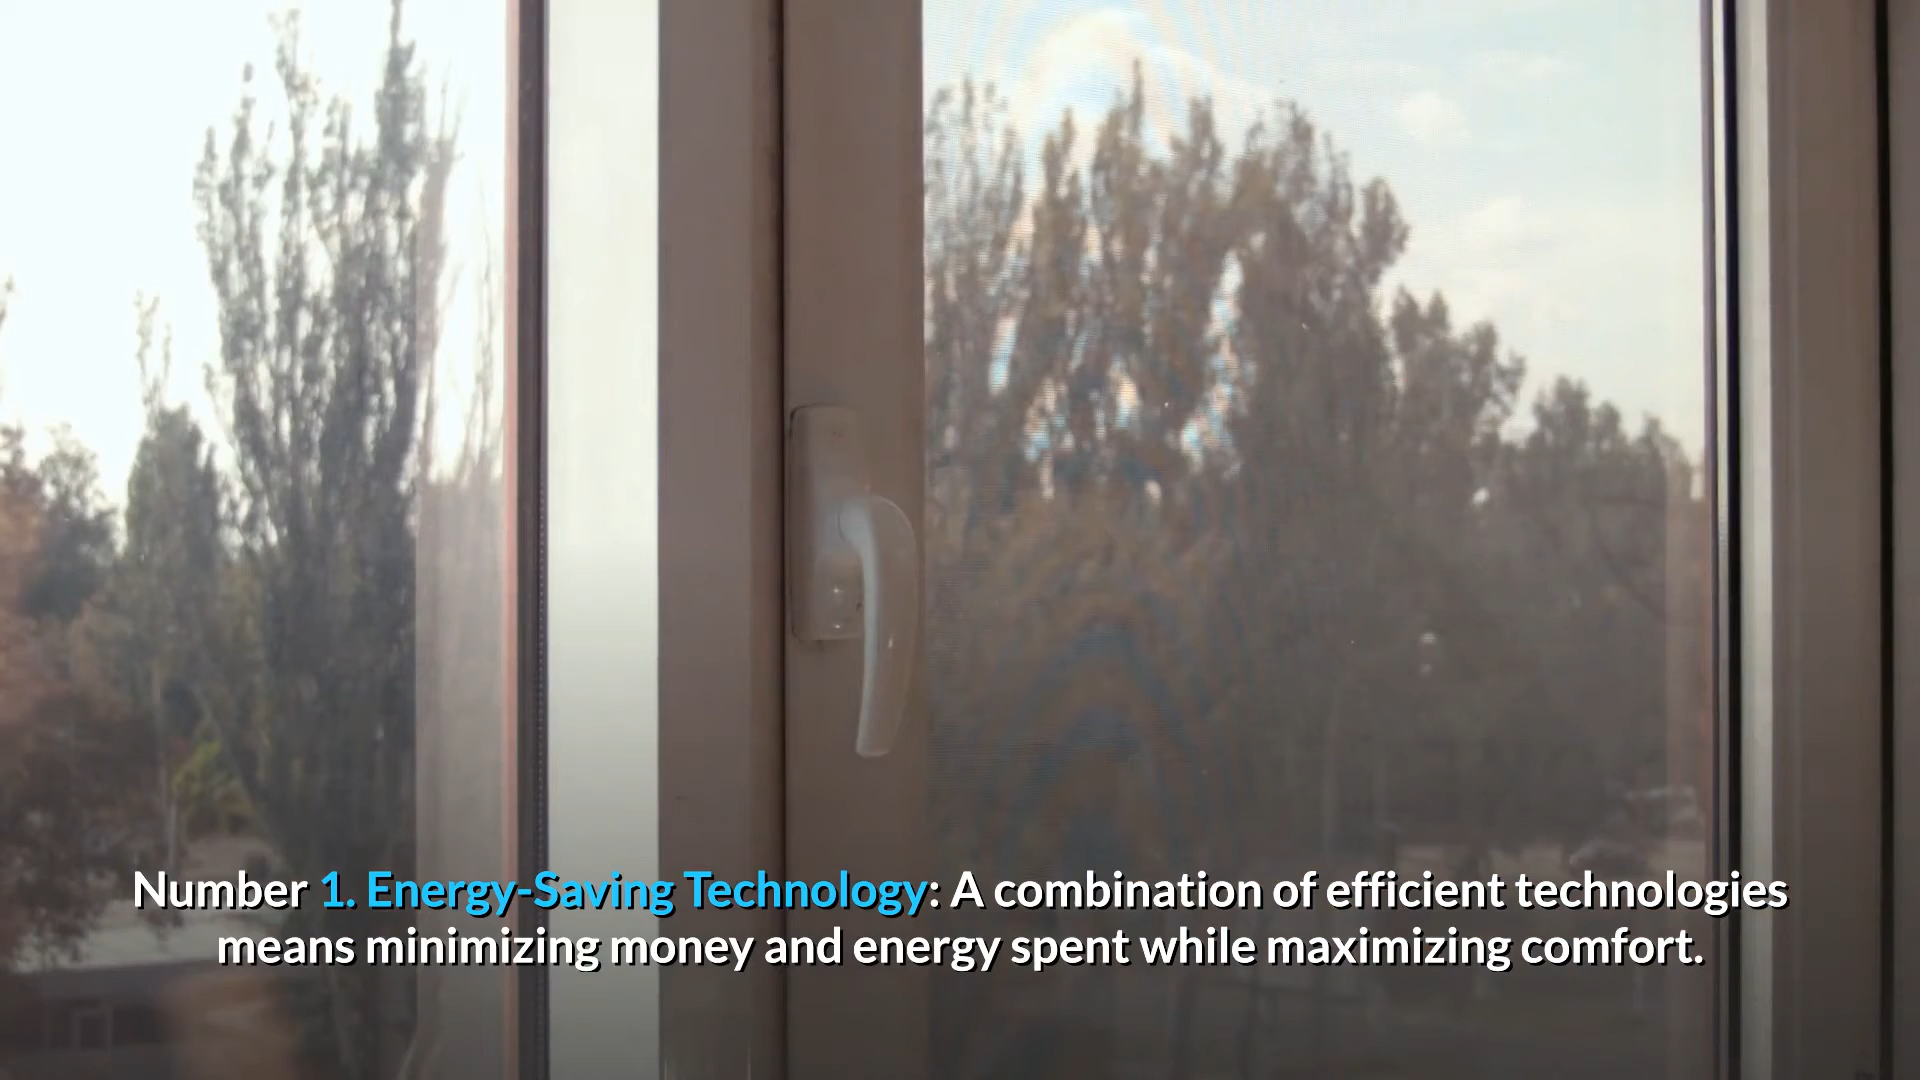 Number 1. Energy-Saving Technology: A combination of efficient technologies
means minimizing money and energy spent while maximizing comfort.